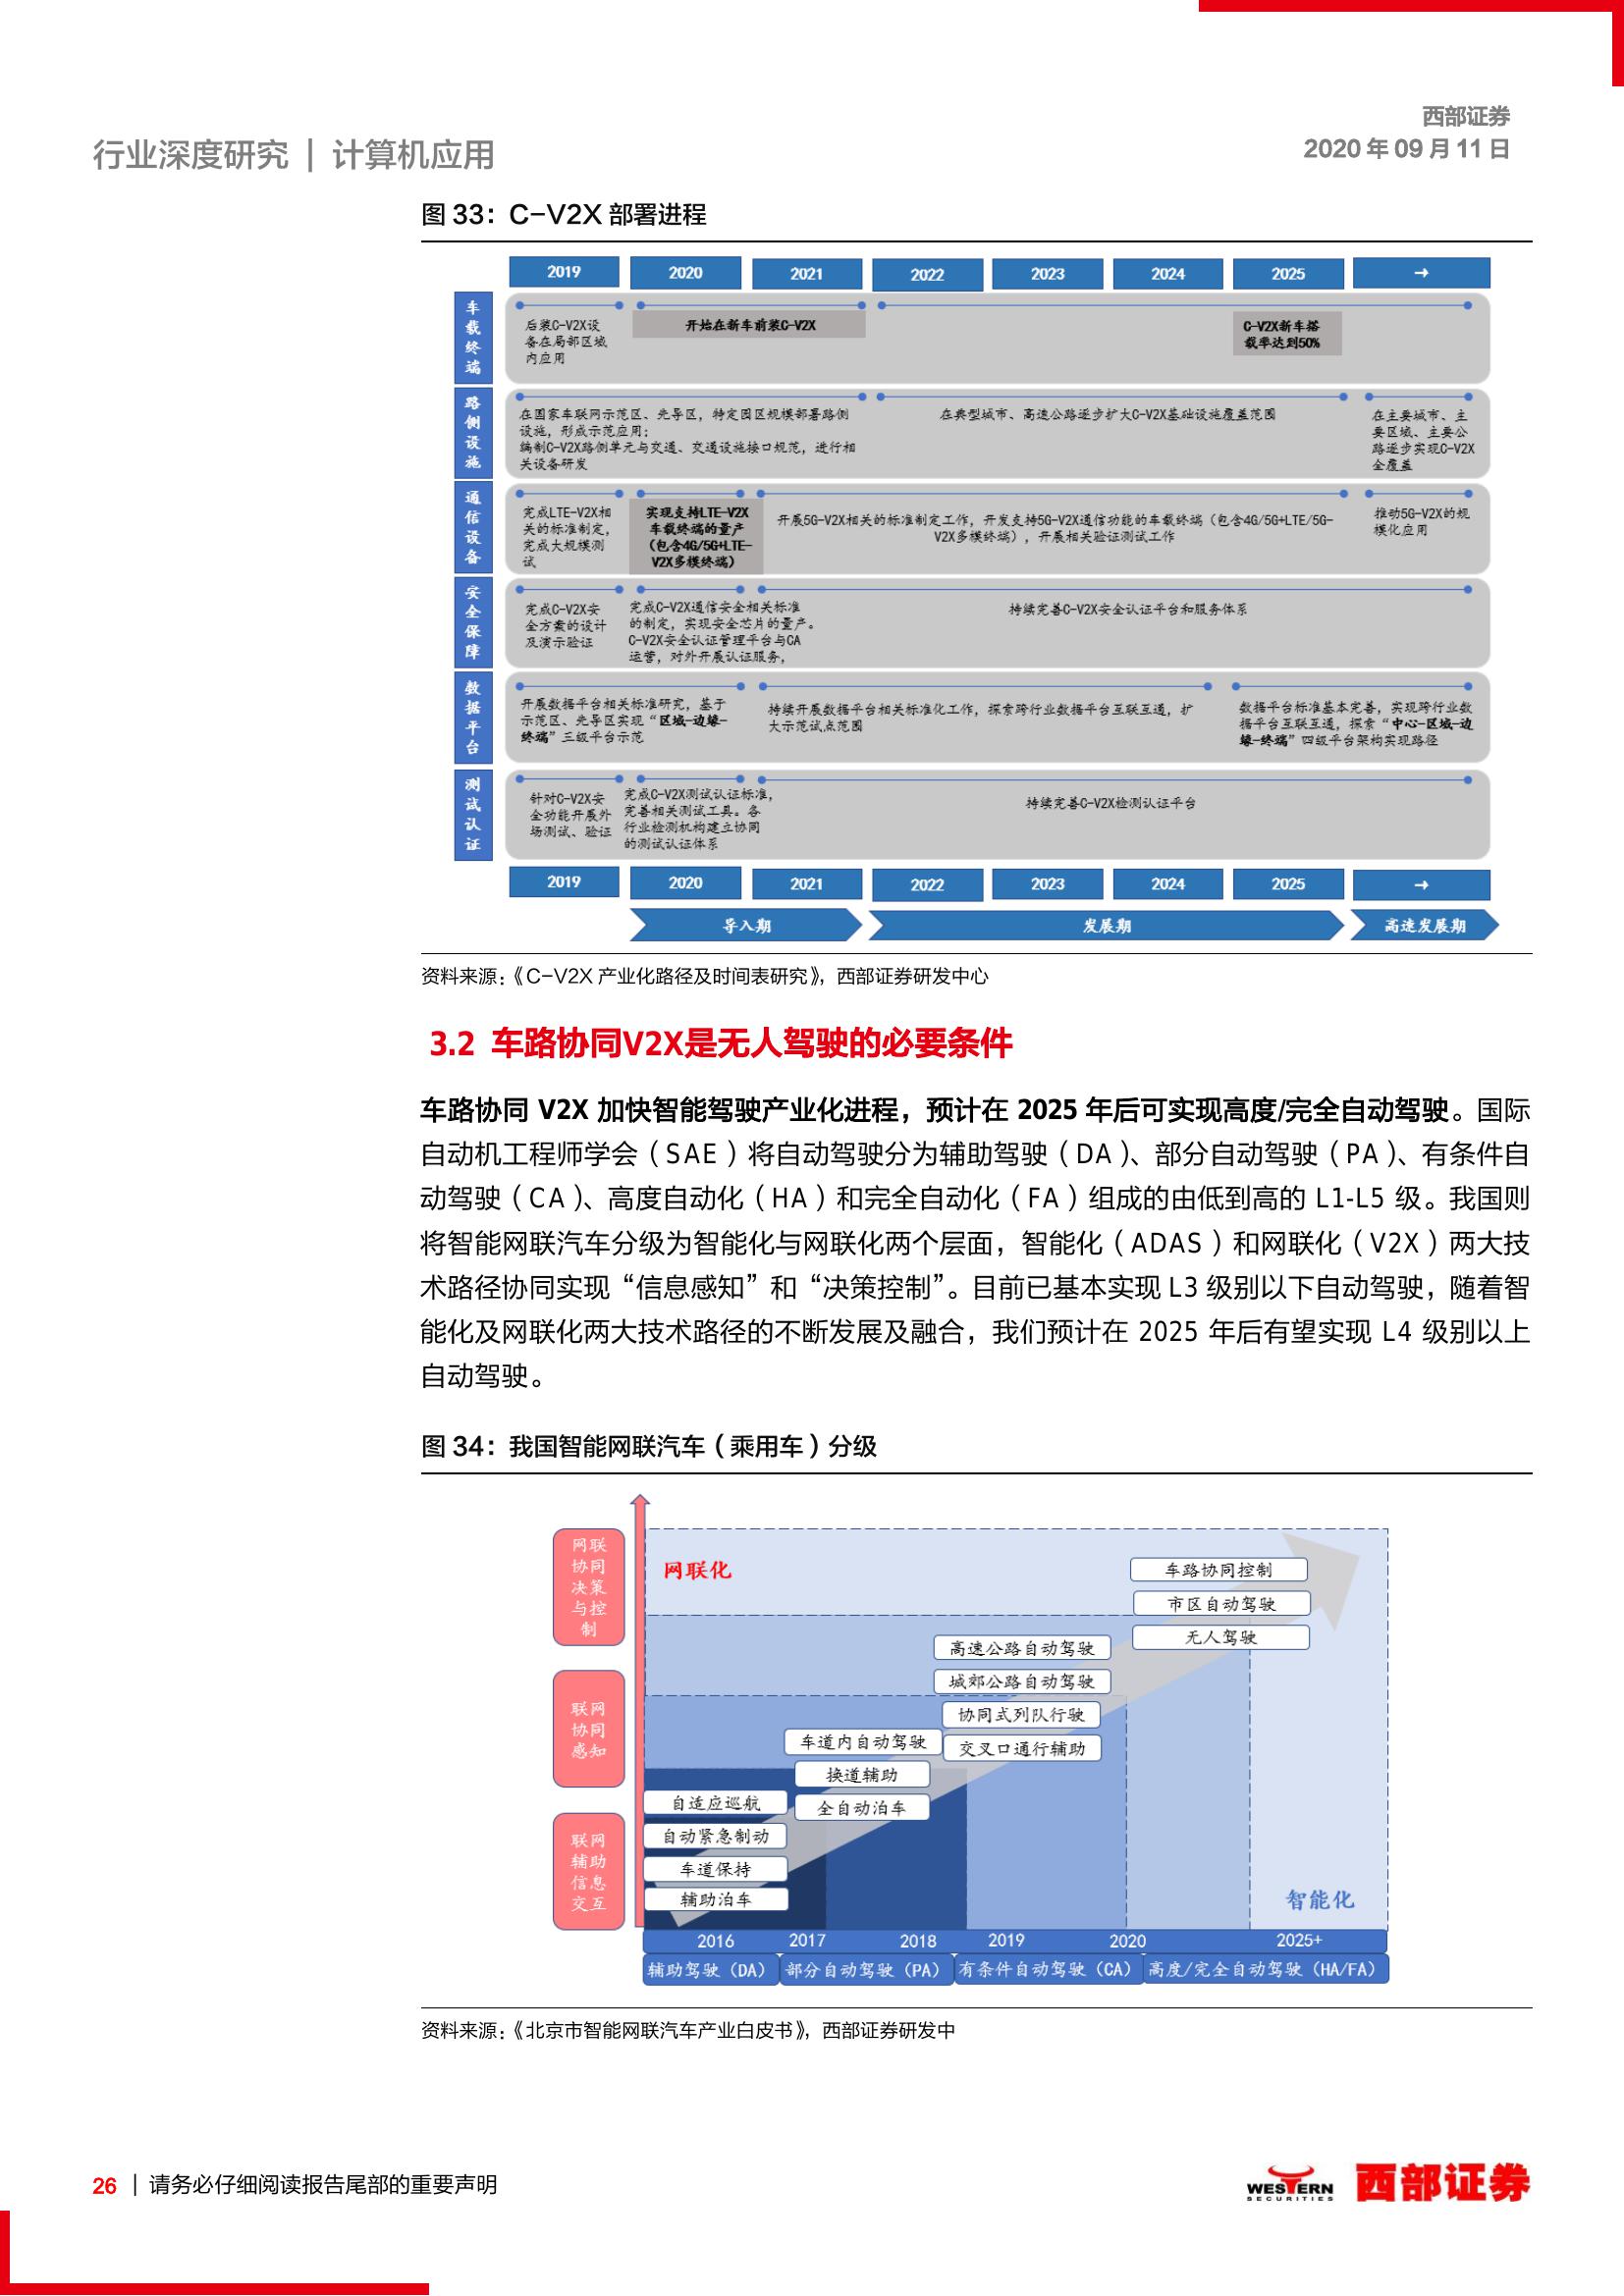 西部证券
行业深度研究 | 计算机应用
2020 年 09 月 11 日
图 33：C-V2X 部署进程
2019 2020 2021 2022 2023 2024 2025 →
车载终端
后装C-V2X设
备在局部区域
内应用
开始在新车前装C-V2X
C-V2X新车搭
载率达到50%
路侧设施
在国家车联网示范区、先导区，特定园区规模部署路侧
设施，形成示范应用；
编制C-V2X路侧单元与交通、交通设施接口规范，进行相
关设备研发
在典型城市、高速公路逐步扩大C-V2X基础设施覆盖范围
在主要城市、主
要区域、主要公
路逐步实现C-V2X
全覆盖
通信设备
完成LTE-V2X相
关的标准制定，
完成大规模测
试
实现支持LTE-V2X
车载终端的量产
（包含4G/5G+LTE-
V2X多模终端）
开展5G-V2X相关的标准制定工作，开发支持5G-V2X通信功能的车载终端（包含4G/5G+LTE/5G-
V2X多模终端），开展相关验证测试工作
推动5G-V2X的规
模化应用
安全保障
完成C-V2X安
全方案的设计
及演示验证
完成C-V2X通信安全相关标准
的制定，实现安全芯片的量产。
C-V2X安全认证管理平台与CA
运营，对外开展认证服务，
持续完善C-V2X安全认证平台和服务体系
数据平台
开展数据平台相关标准研究，基于
示范区、先导区实现“区域-边缘-
终端”三级平台示范
持续开展数据平台相关标准化工作，探索跨行业数据平台互联互通，扩
大示范试点范围
数据平台标准基本完善，实现跨行业数
据平台互联互通，探索“中心-区域-边
缘-终端”四级平台架构实现路径
测试认证
针对C-V2X安
全功能开展外
场测试、验证
完成C-V2X测试认证标准，
完善相关测试工具。各
行业检测机构建立协同
的测试认证体系
持续完善C-V2X检测认证平台
2019 2020 2021 2022 2023 2024 2025 →
导入期 发展期 高速发展期
资料来源：《C-V2X 产业化路径及时间表研究》，西部证券研发中心
3.2 车路协同V2X是无人驾驶的必要条件
车路协同 V2X 加快智能驾驶产业化进程，预计在 2025 年后可实现高度/完全自动驾驶。国际
自动机工程师学会（SAE）将自动驾驶分为辅助驾驶（DA）、部分自动驾驶（PA）、有条件自
动驾驶（CA）、高度自动化（HA）和完全自动化（FA）组成的由低到高的 L1-L5 级。我国则
将智能网联汽车分级为智能化与网联化两个层面，智能化（ADAS）和网联化（V2X）两大技
术路径协同实现“信息感知”和“决策控制”。目前已基本实现 L3 级别以下自动驾驶，随着智
能化及网联化两大技术路径的不断发展及融合，我们预计在 2025 年后有望实现 L4 级别以上
自动驾驶。
图 34：我国智能网联汽车（乘用车）分级
网联
协同
决策
与控
制
联网
协同
感知
联网
辅助
信息
交互
网联化
车路协同控制
市区自动驾驶
无人驾驶
高速公路自动驾驶
城郊公路自动驾驶
协同式列队行驶
交叉口通行辅助
车道内自动驾驶
换道辅助
全自动泊车
自适应巡航
自动紧急制动
车道保持
辅助泊车
智能化
2016 2017 2018 2019 2020 2025+
辅助驾驶（DA） 部分自动驾驶（PA） 有条件自动驾驶（CA） 高度/完全自动驾驶（HA/FA）
资料来源：《北京市智能网联汽车产业白皮书》，西部证券研发中
26 | 请务必仔细阅读报告尾部的重要声明
WESTERN
SECURITIES
西部证券